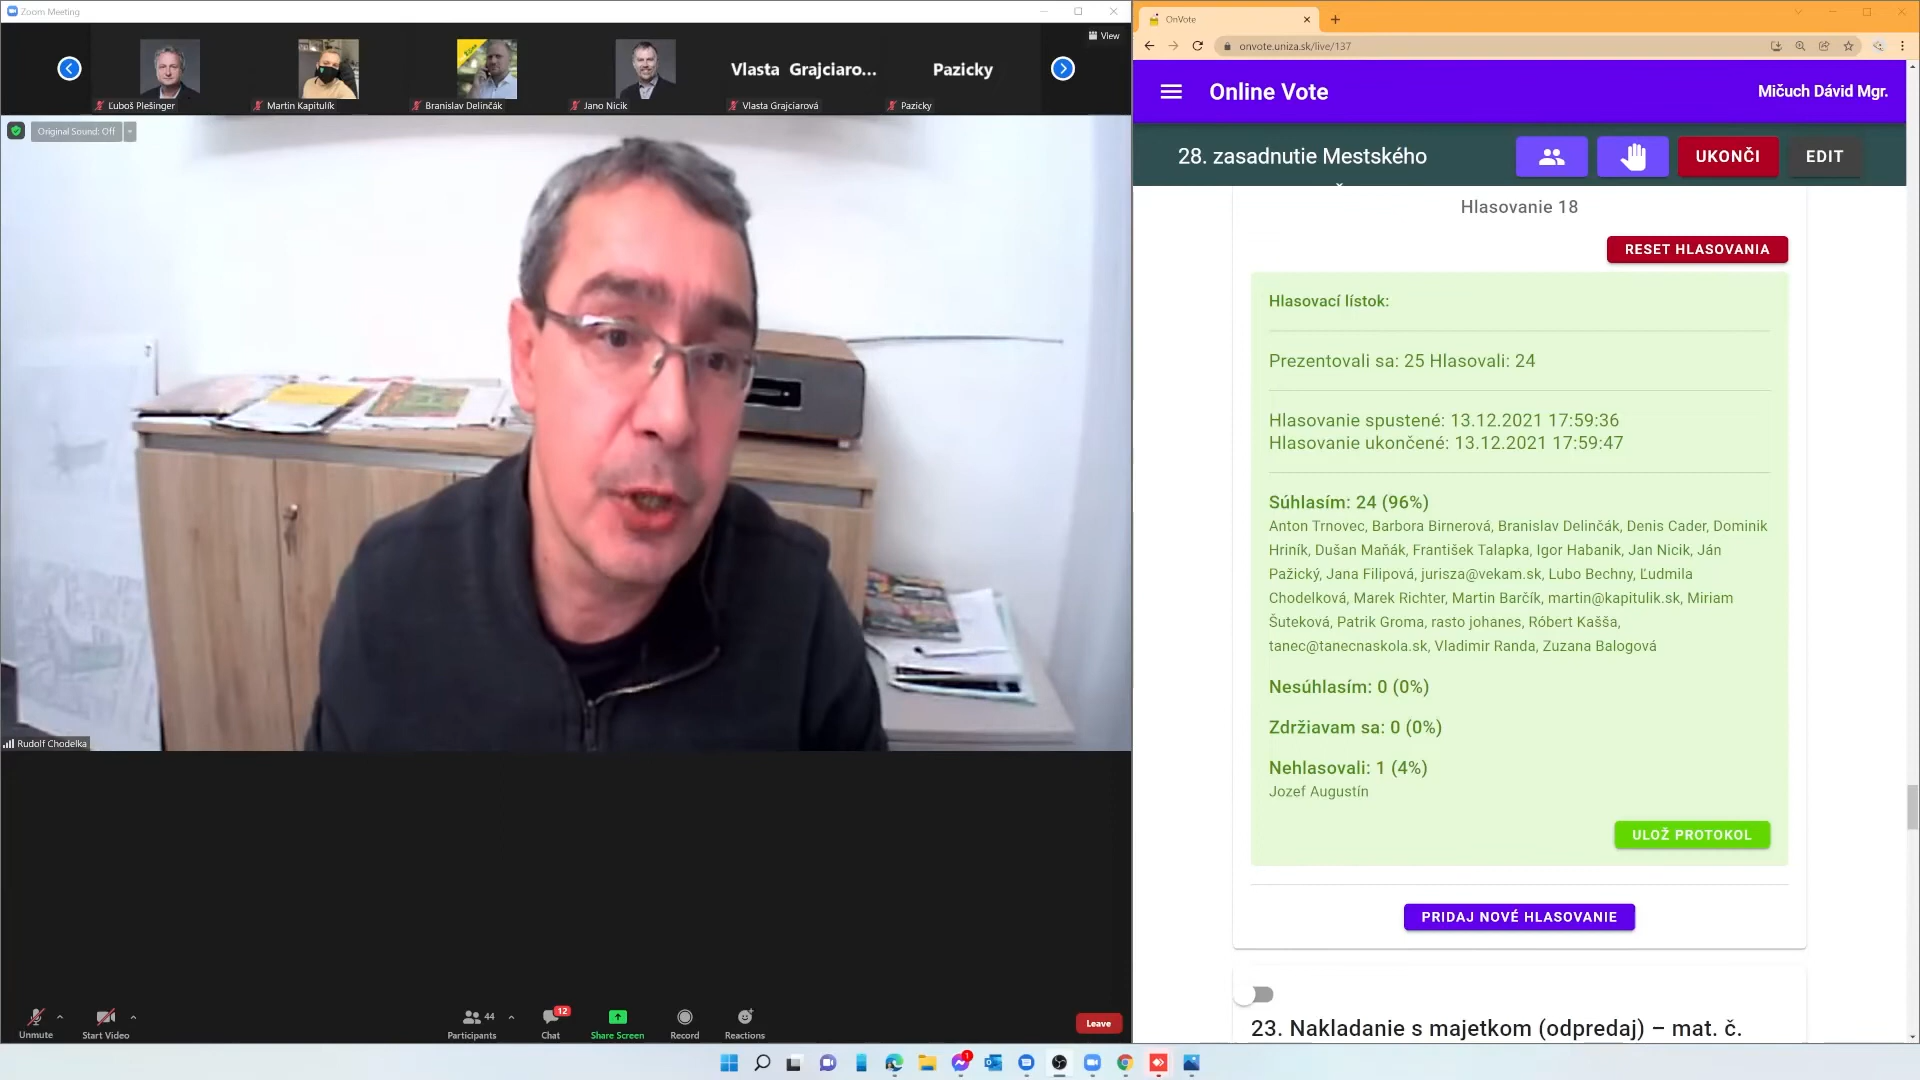 Zoom Meeting
View
Ľuboš Plešinger
Martin Kapitulík
Branislav Delinčák
Jano Nicik
Vlasta Grajciaro...
Vlasta Grajciarová
Pazicky
Pazicky
Original Sound: Off
Rudolf Chodelka
Unmute
Start Video
44
Participants
12
Chat
Share Screen
Record
Reactions
Leave
OnVote
onvote.uniza.sk/live/137
Online Vote
Mičuch Dávid Mgr.
28. zasadnutie Mestského
UKONČI
EDIT
Hlasovanie 18
RESET HLASOVANIA
Hlasovací lístok:
Prezentovali sa: 25 Hlasovali: 24
Hlasovanie spustené: 13.12.2021 17:59:36
Hlasovanie ukončené: 13.12.2021 17:59:47
Súhlasím: 24 (96%)
Anton Trnovec, Barbora Birnerová, Branislav Delinčák, Denis Cader, Dominik
Hriník, Dušan Maňák, František Talapka, Igor Habanik, Jan Nicik, Ján
Pažický, Jana Filipová, jurisza@vekam.sk, Lubo Bechny, Ľudmila
Chodelková, Marek Richter, Martin Barčík, martin@kapitulik.sk, Miriam
Šuteková, Patrik Groma, rasto johanes, Róbert Kašša,
tanec@tanecnaskola.sk, Vladimir Randa, Zuzana Balogová
Nesúhlasím: 0 (0%)
Zdržiavam sa: 0 (0%)
Nehlasovali: 1 (4%)
Jozef Augustín
ULOŽ PROTOKOL
PRIDAJ NOVÉ HLASOVANIE
23. Nakladanie s majetkom (odpredaj) – mat. č.